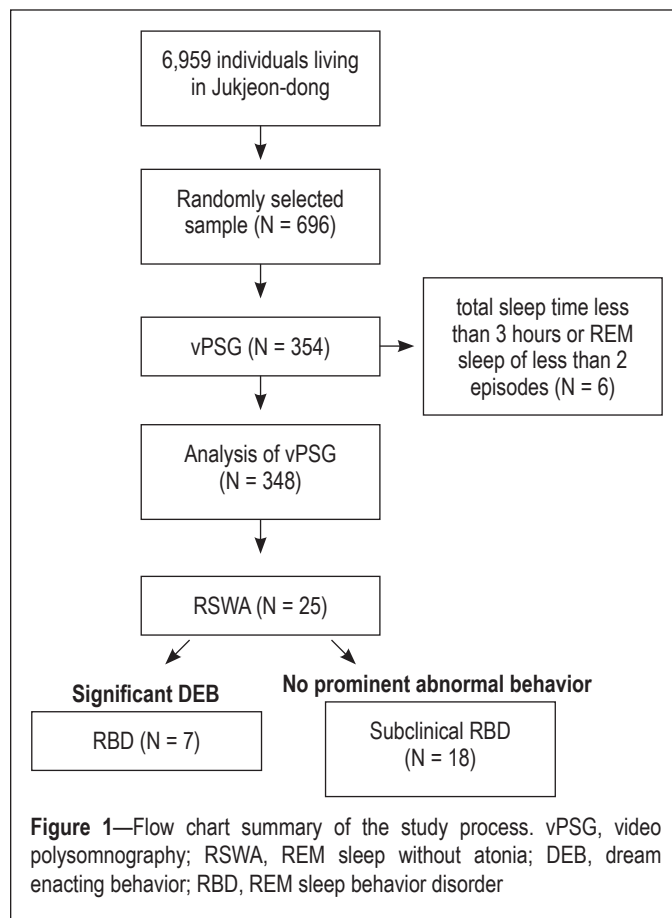 6,959 individuals living
in Jukjeon-dong
Randomly selected
sample (N = 696)
vPSG (N = 354)
total sleep time less
than 3 hours or REM
sleep of less than 2
episodes (N = 6)
Analysis of vPSG
(N = 348)
RSWA (N = 25)
Significant DEB
RBD (N = 7)
No prominent abnormal behavior
Subclinical RBD
(N = 18)
Figure 1—Flow chart summary of the study process. vPSG, video
polysomnography; RSWA, REM sleep without atonia; DEB, dream
enacting behavior; RBD, REM sleep behavior disorder